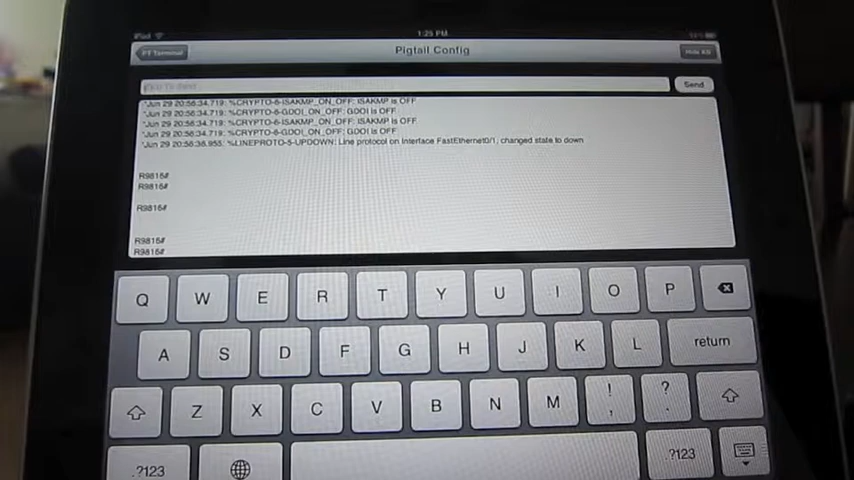 iPad
1:25 PM
PT Terminal
Pigtail Config
Hide KB
Send
*Jun 29 20:56:34.719: %CRYPTO-6-ISAKMP_ON_OFF: ISAKMP is OFF
*Jun 29 20:56:34.719: %CRYPTO-6-GDOI_ON_OFF: GDOI is OFF
*Jun 29 20:56:34.719: %CRYPTO-6-ISAKMP_ON_OFF: ISAKMP is OFF
*Jun 29 20:56:34.719: %CRYPTO-6-GDOI_ON_OFF: GDOI is OFF
*Jun 29 20:56:36.955: %LINEPROTO-5-UPDOWN: Line protocol on Interface FastEthernet0/1, changed state to down
R9816#
R9816#
R9816#
R9816#
R9816#
Q W E R T Y U I O P
A S D F G H J K L return
Z X C V B N M ! , ? .
.?123 .?123